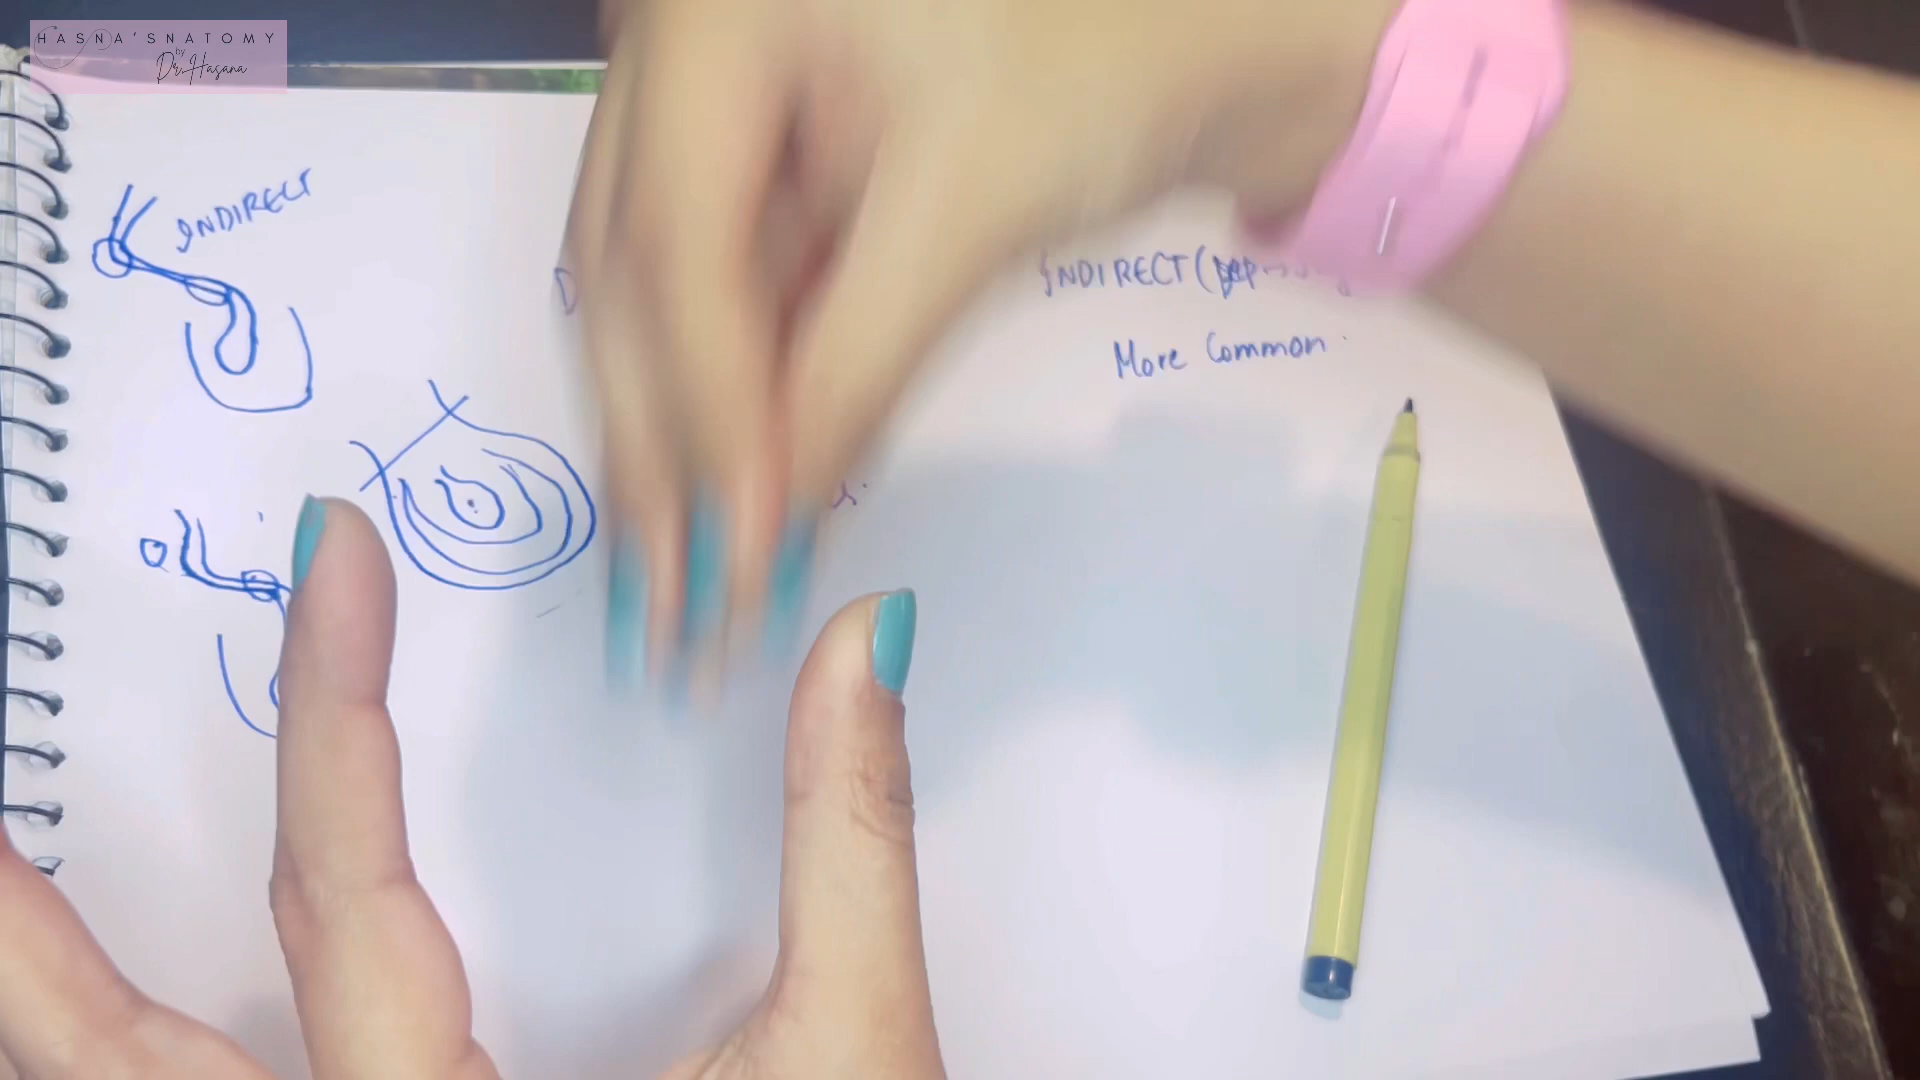 HASNA'SNATOMY
by
Dr.Hasana
INDIRECT
D
INDIRECT (
More Common